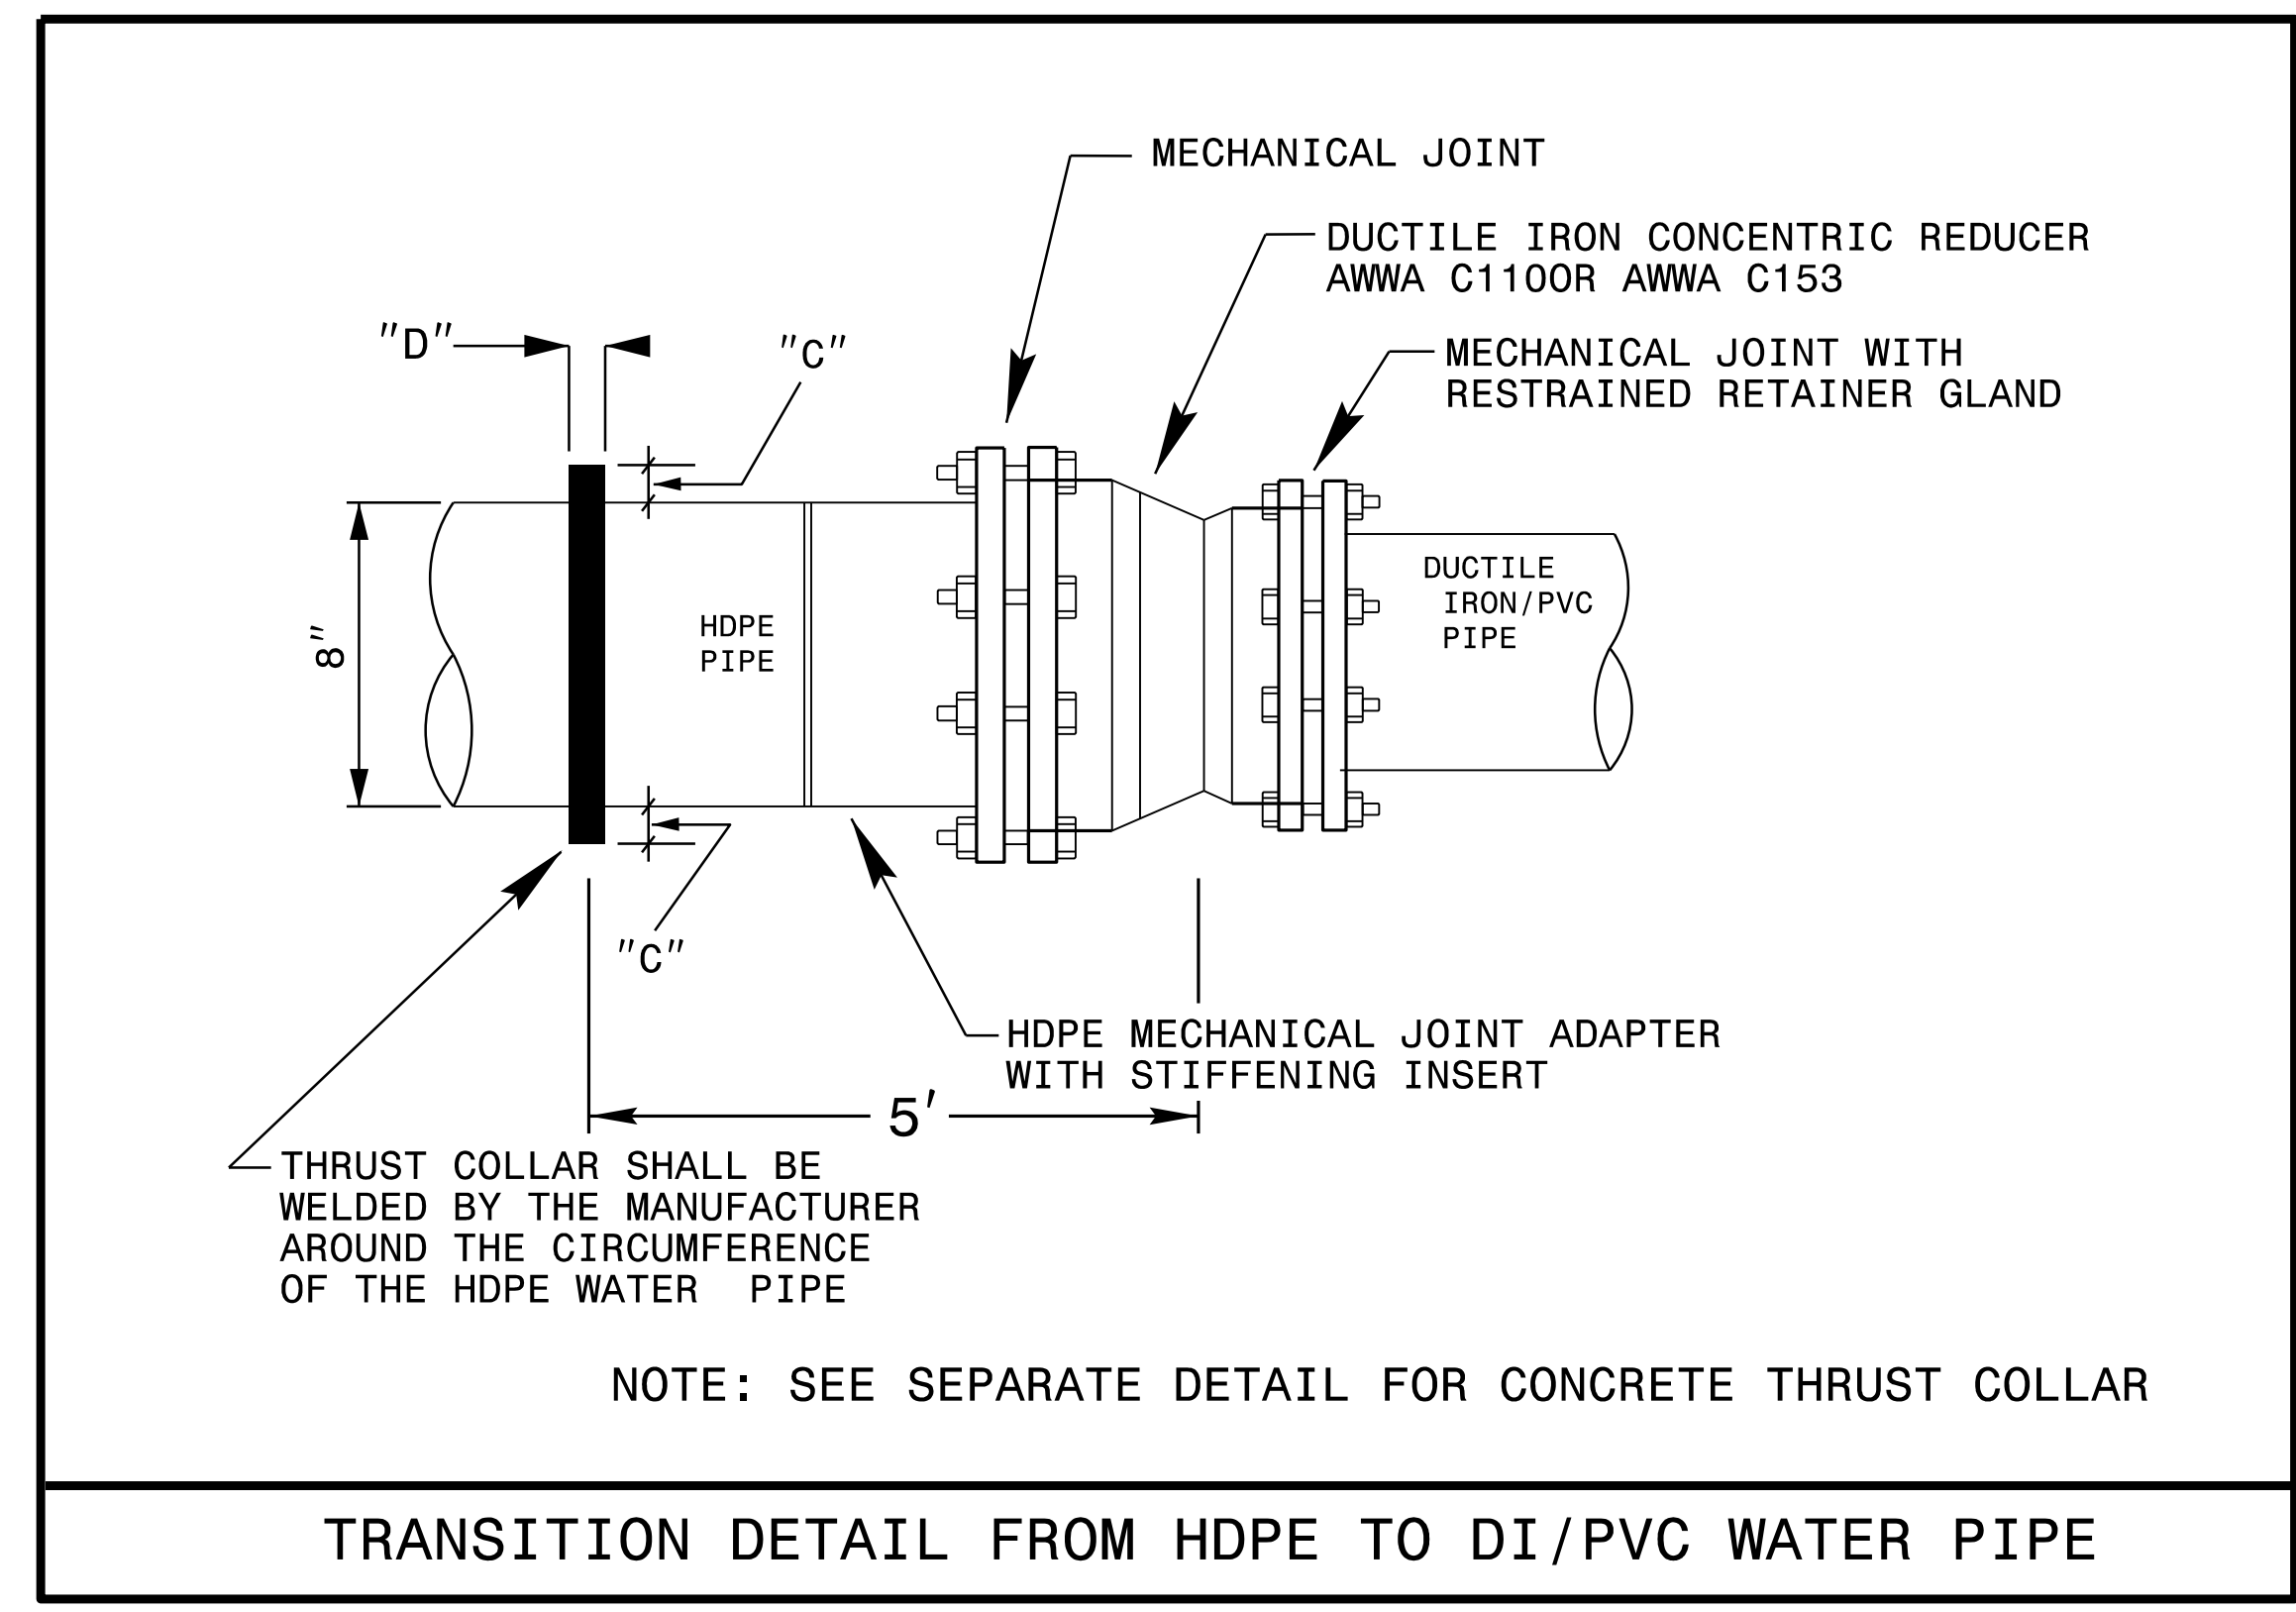 MECHANICAL JOINT
DUCTILE IRON CONCENTRIC REDUCER
AWWA C110OR AWWA C153
"D"
"C"
MECHANICAL JOINT WITH
RESTRAINED RETAINER GLAND
DUCTILE
IRON/PVC
PIPE
HDPE
PIPE
8"
"C"
HDPE MECHANICAL JOINT ADAPTER
WITH STIFFENING INSERT
5'
THRUST COLLAR SHALL BE
WELDED BY THE MANUFACTURER
AROUND THE CIRCUMFERENCE
OF THE HDPE WATER PIPE
NOTE: SEE SEPARATE DETAIL FOR CONCRETE THRUST COLLAR
TRANSITION DETAIL FROM HDPE TO DI/PVC WATER PIPE